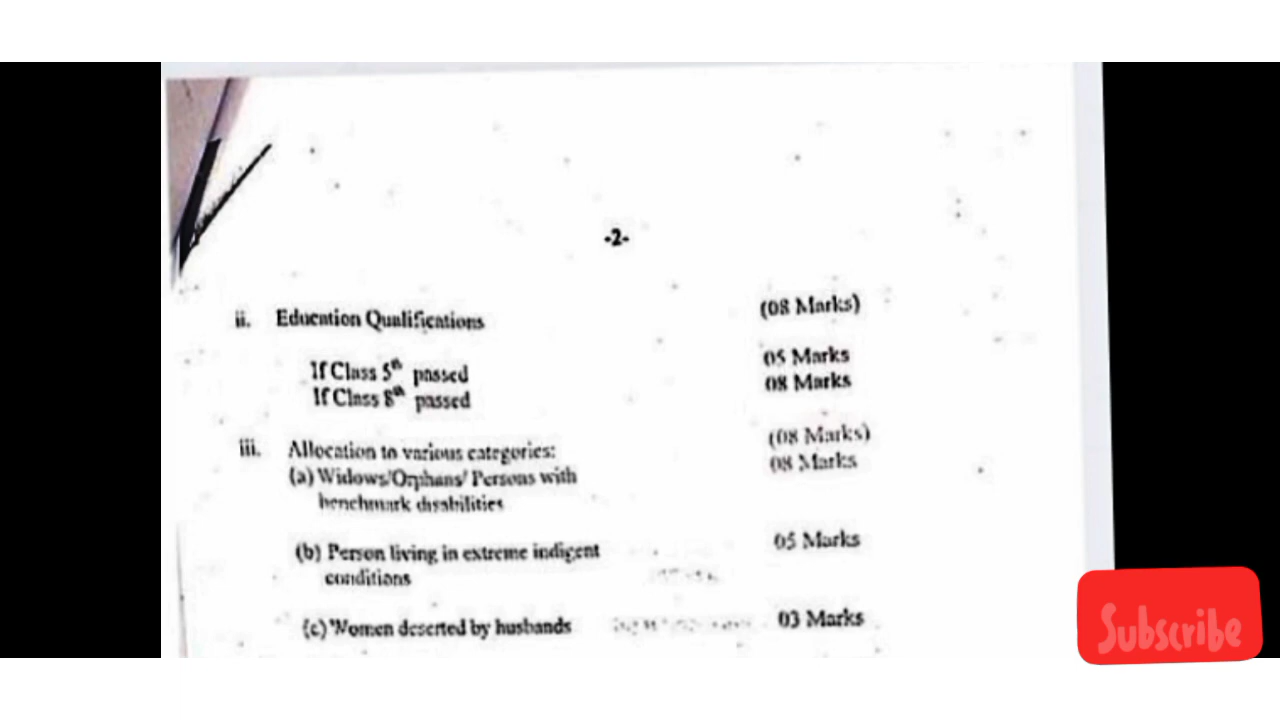 -2-
ii. Education Qualifications (08 Marks)
If Class 5th passed 05 Marks
If Class 8th passed 08 Marks
iii. Allocation to various categories: (08 Marks)
(a) Widows/Orphans/ Persons with 08 Marks
benchmark disabilities
(b) Person living in extreme indigent 05 Marks
conditions
(c) Women deserted by husbands 03 Marks
Subscribe